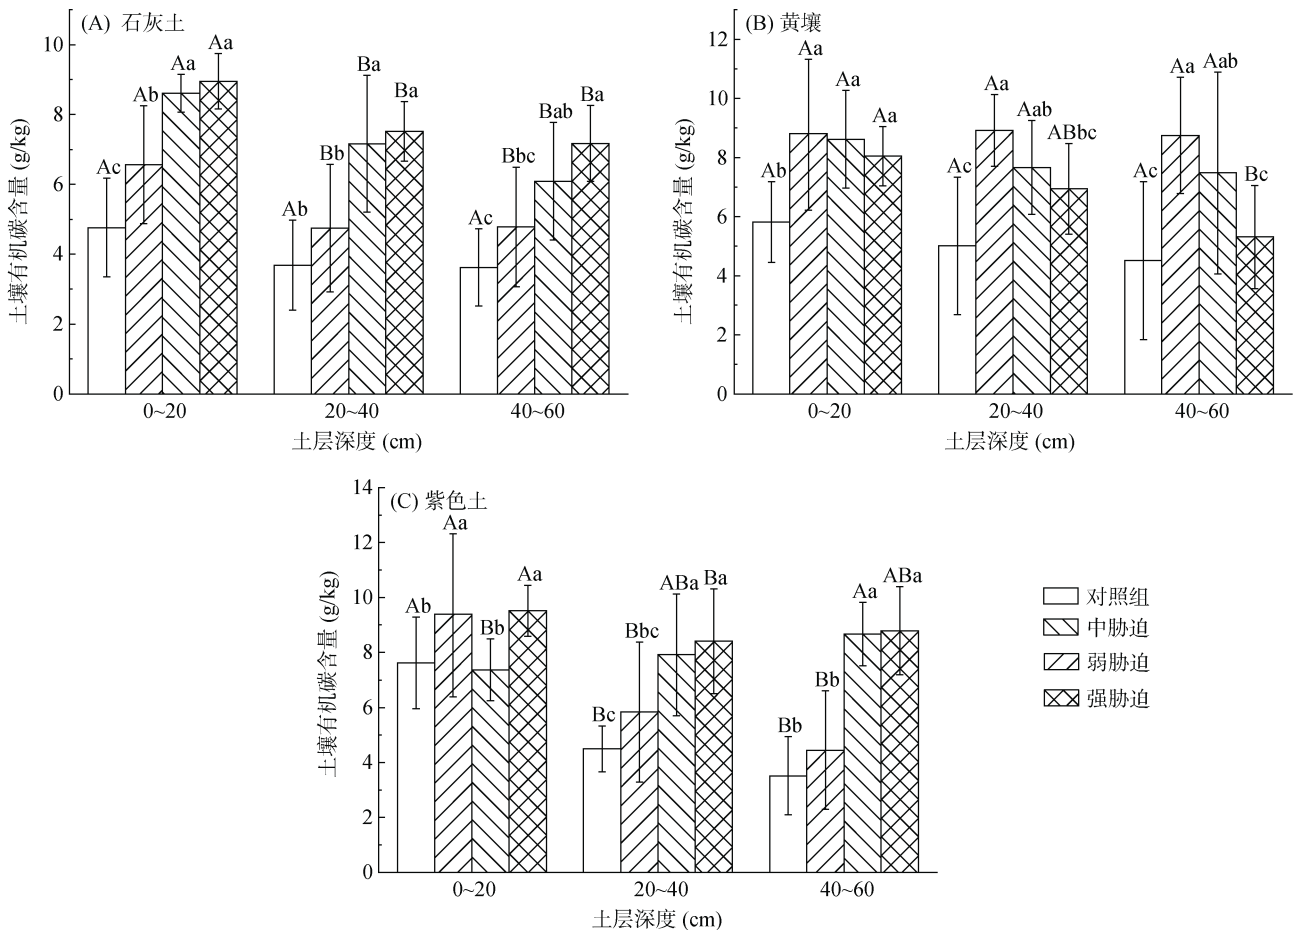 (A) 石灰土
土壤有机碳含量 (g/kg)
10
8
6
4
2
0
Ac
Ab
Aa
Aa
Ab
Bb
Ba
Ba
Ac
Bbc
Bab
Ba
0~20
20~40
40~60
土层深度 (cm)
(B) 黄壤
土壤有机碳含量 (g/kg)
12
10
8
6
4
2
0
Ab
Aa
Aa
Aa
Ac
Aa
Aab
ABbc
Ac
Aa
Aab
Bc
0~20
20~40
40~60
土层深度 (cm)
(C) 紫色土
土壤有机碳含量 (g/kg)
14
12
10
8
6
4
2
0
Ab
Aa
Bb
Aa
Bc
Bbc
ABa
Ba
Bb
Bb
Aa
ABa
0~20
20~40
40~60
土层深度 (cm)
对照组
中胁迫
弱胁迫
强胁迫